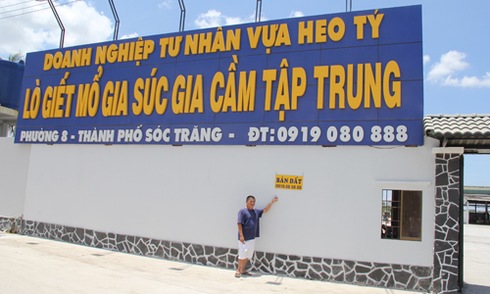 DOANH NGHIỆP TƯ NHÂN VỰA HEO TÝ
LÒ GIẾT MỔ GIA SÚC GIA CẦM TẬP TRUNG
PHƯỜNG 8 - THÀNH PHỐ SÓC TRĂNG - ĐT: 0919 080 888
BÁN ĐẤT